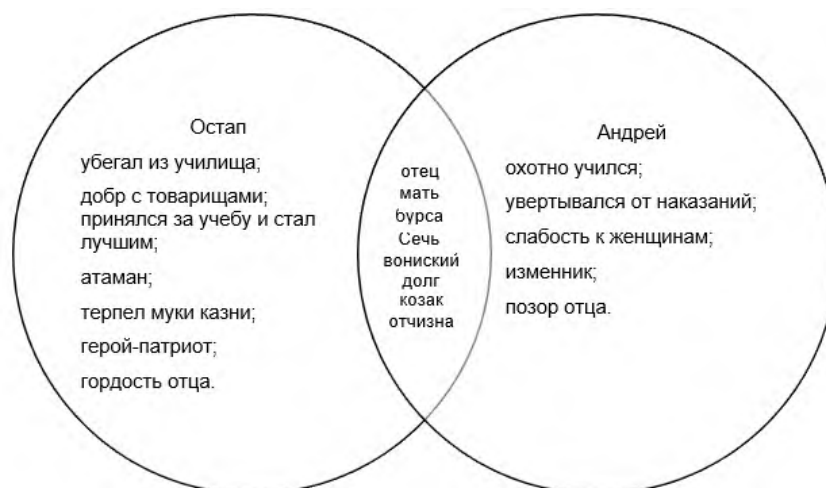 Остап
убегал из училища;
добр с товарищами;
принялся за учебу и стал
лучшим;
атаман;
терпел муки казни;
герой-патриот;
гордость отца.
отец
мать
бурса
Сечь
вониский
долг
козак
отчизна
Андрей
охотно учился;
увертывался от наказаний;
слабость к женщинам;
изменник;
позор отца.